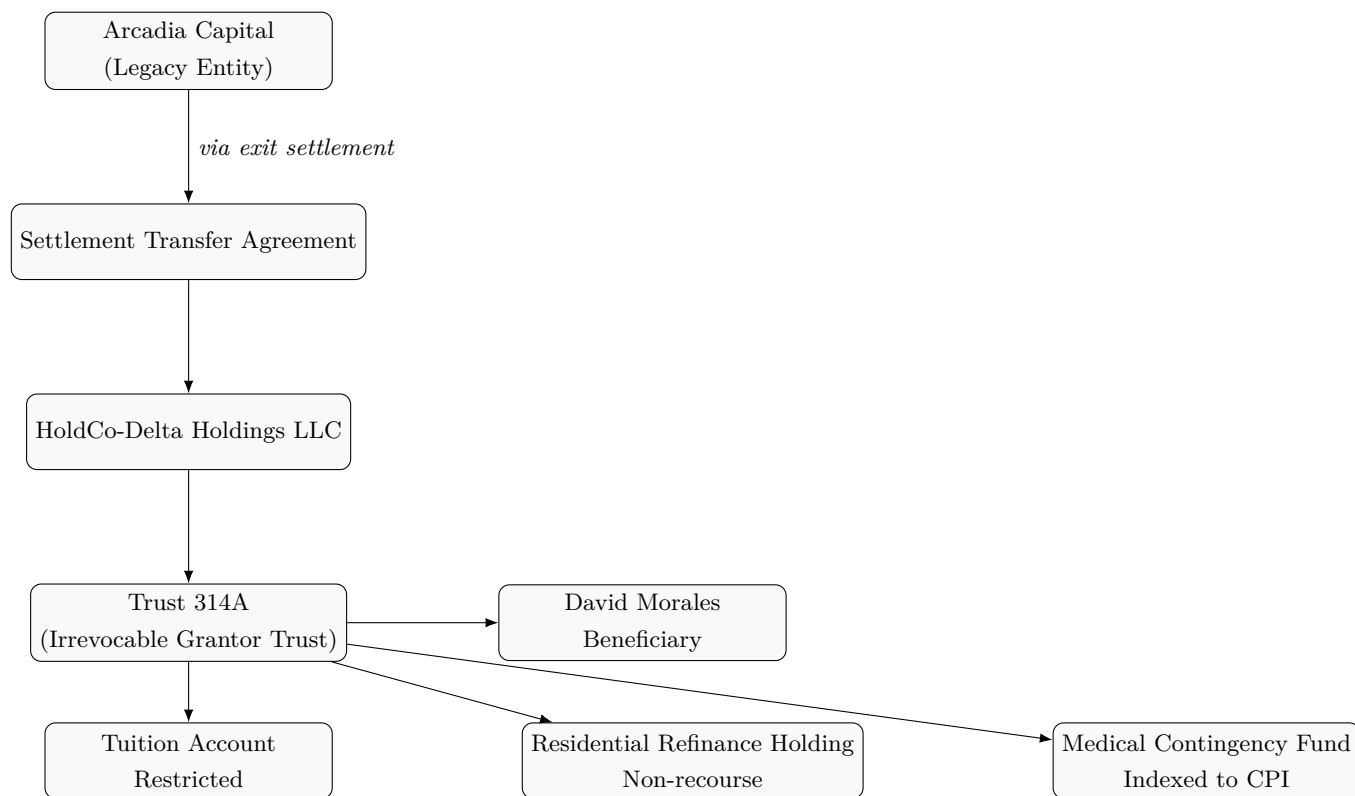 Arcadia Capital
(Legacy Entity)
via exit settlement
Settlement Transfer Agreement
HoldCo-Delta Holdings LLC
Trust 314A
(Irrevocable Grantor Trust)
David Morales
Beneficiary
Tuition Account
Restricted
Residential Refinance Holding
Non-recourse
Medical Contingency Fund
Indexed to CPI